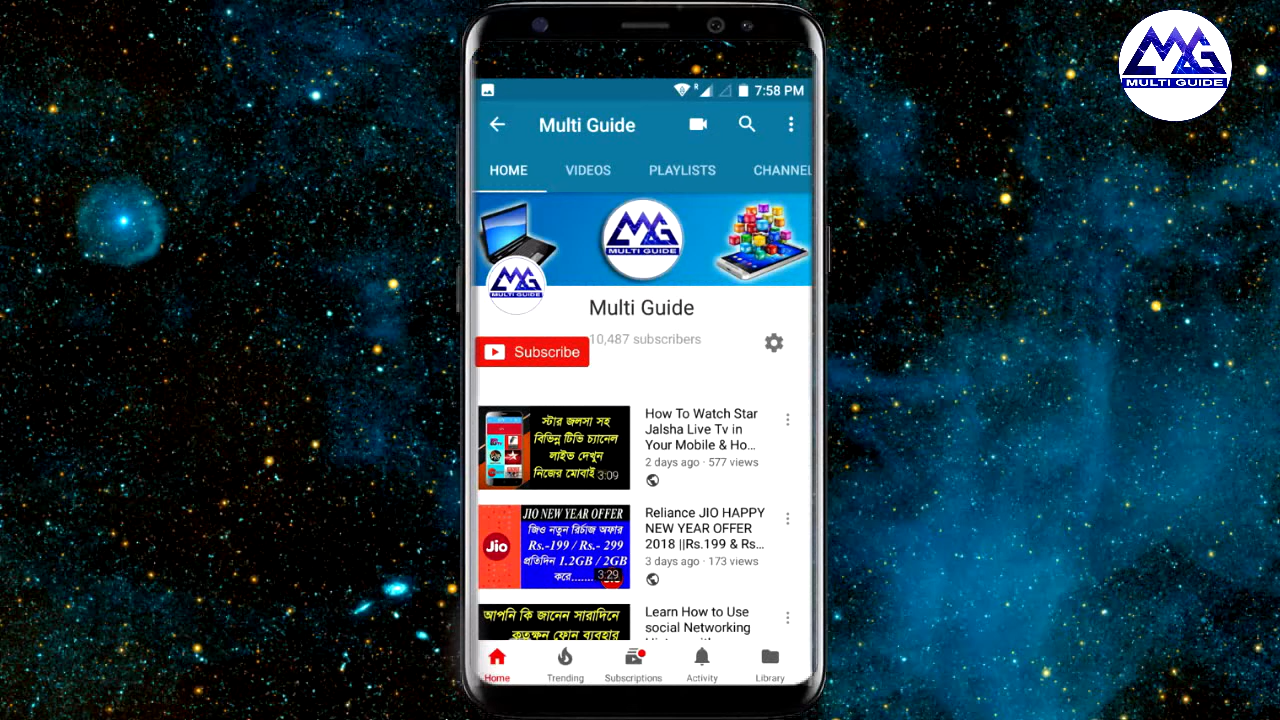 MAG
MULTI GUIDE
7:58 PM
Multi Guide
HOME VIDEOS PLAYLISTS CHANNEL
MULTI GUIDE
MULTI GUIDE
Multi Guide
10,487 subscribers
Subscribe
স্টার জলসা সহ
বিভিন্ন টিভি চ্যানেল
লাইভ দেখুন
নিজের মোবাই
3:09
How To Watch Star
Jalsha Live Tv in
Your Mobile & Ho...
2 days ago · 577 views
JIO NEW YEAR OFFER
জিও নতুন রির্চাজ অফার
Rs.-199 / Rs.- 299
প্রতিদিন 1.2GB / 2GB
করে.......
3:29
Jio
Reliance JIO HAPPY
NEW YEAR OFFER
2018 ||Rs.199 & Rs...
3 days ago · 173 views
আপনি কি জানেন সারাদিনে
কতক্ষন ফোন ব্যবহার
Learn How to Use
social Networking
Home Trending Subscriptions Activity Library